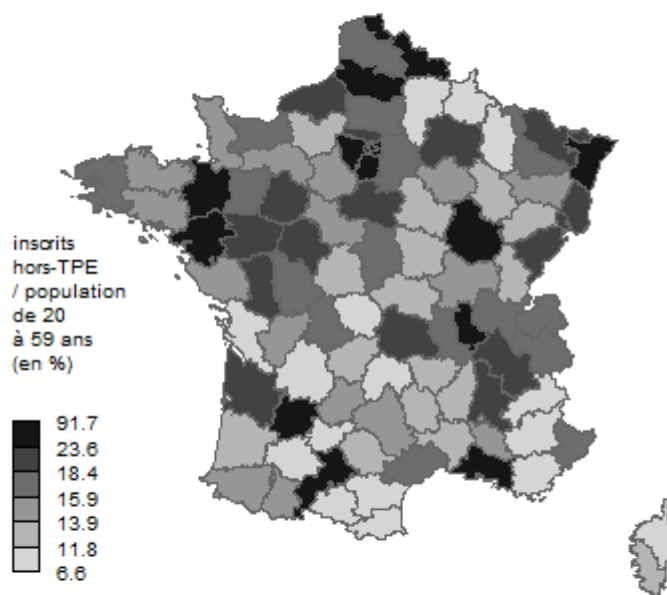 inscrits
hors-TPE
/ population
de 20
à 59 ans
(en %)
91.7
23.6
18.4
15.9
13.9
11.8
6.6